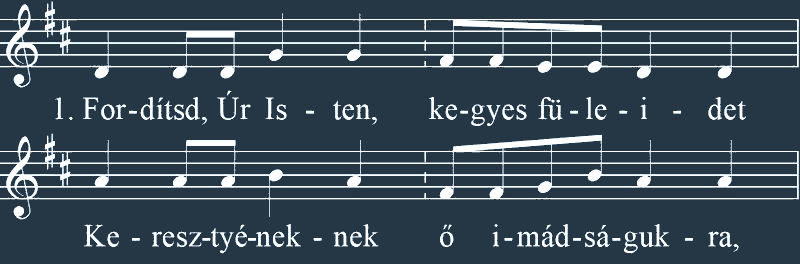 1. For-dítsd, Úr Is - ten, ke-gyes fü-le - i - det
Ke - resz-tyé-nek - nek ő i-mád-sá-guk - ra,